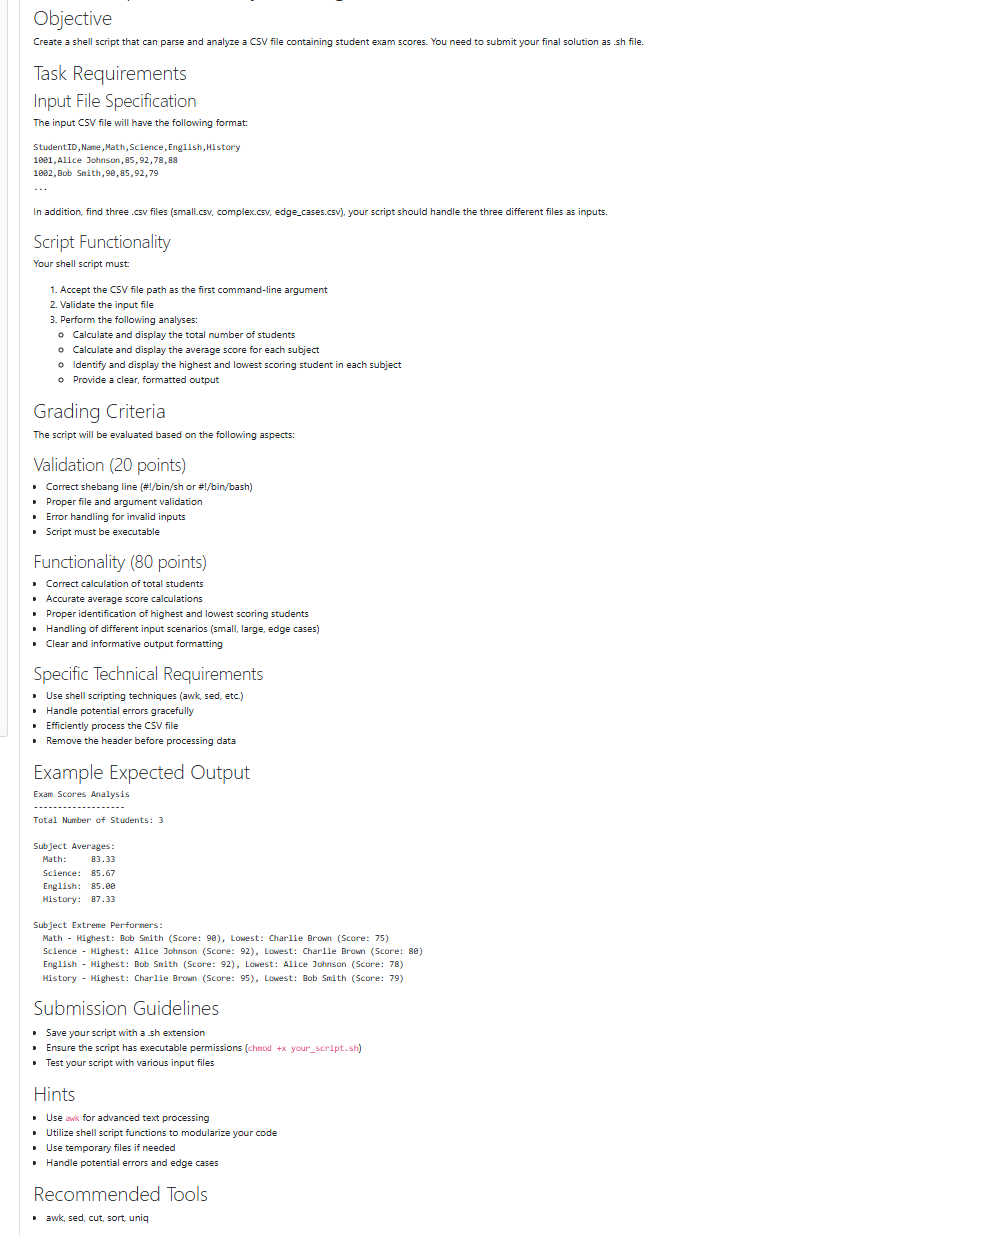 Objective
Create a shell script that can parse and analyze a CSV file containing student exam scores. You need to submit your final solution as .sh file.
Task Requirements
Input File Specification
The input CSV file will have the following format:
StudentID,Name,Math,Science,English,History
1001,Alice Johnson,85,92,78,88
1002,Bob Smith,90,85,92,79
...
In addition, find three .csv files (small.csv, complex.csv, edge_cases.csv), your script should handle the three different files as inputs.
Script Functionality
Your shell script must:
1. Accept the CSV file path as the first command-line argument
2. Validate the input file
3. Perform the following analyses:
Calculate and display the total number of students
Calculate and display the average score for each subject
Identify and display the highest and lowest scoring student in each subject
Provide a clear, formatted output
Grading Criteria
The script will be evaluated based on the following aspects:
Validation (20 points)
Correct shebang line (#!/bin/sh or #!/bin/bash)
Proper file and argument validation
Error handling for invalid inputs
Script must be executable
Functionality (80 points)
Correct calculation of total students
Accurate average score calculations
Proper identification of highest and lowest scoring students
Handling of different input scenarios (small, large, edge cases)
Clear and informative output formatting
Specific Technical Requirements
Use shell scripting techniques (awk, sed, etc.)
Handle potential errors gracefully
Efficiently process the CSV file
Remove the header before processing data
Example Expected Output
Exam Scores Analysis
-------------------
Total Number of Students: 3
Subject Averages:
Math: 83.33
Science: 85.67
English: 85.00
History: 87.33
Subject Extreme Performers:
Math - Highest: Bob Smith (Score: 90), Lowest: Charlie Brown (Score: 75)
Science - Highest: Alice Johnson (Score: 92), Lowest: Charlie Brown (Score: 80)
English - Highest: Bob Smith (Score: 92), Lowest: Alice Johnson (Score: 78)
History - Highest: Charlie Brown (Score: 95), Lowest: Bob Smith (Score: 79)
Submission Guidelines
Save your script with a .sh extension
Ensure the script has executable permissions (chmod +x your_script.sh)
Test your script with various input files
Hints
Use awk for advanced text processing
Utilize shell script functions to modularize your code
Use temporary files if needed
Handle potential errors and edge cases
Recommended Tools
awk, sed, cut, sort, uniq